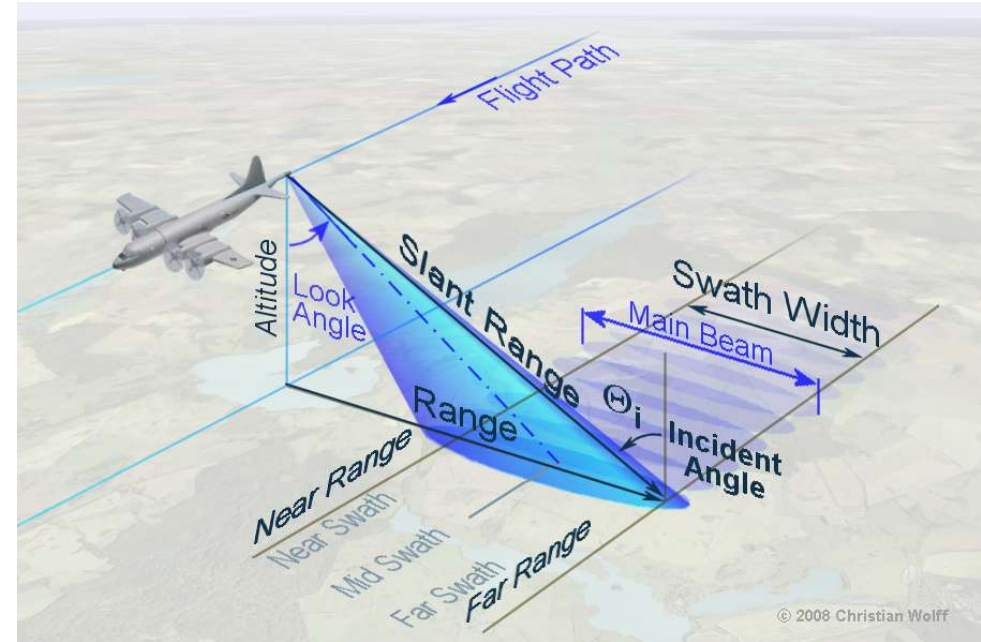 Flight Path
Altitude
Look
Angle
Slant Range
Swath Width
Main Beam
Range
Θi
Incident
Angle
Near Range
Near Swath
Mid Swath
Far Swath
Far Range
© 2008 Christian Wolff